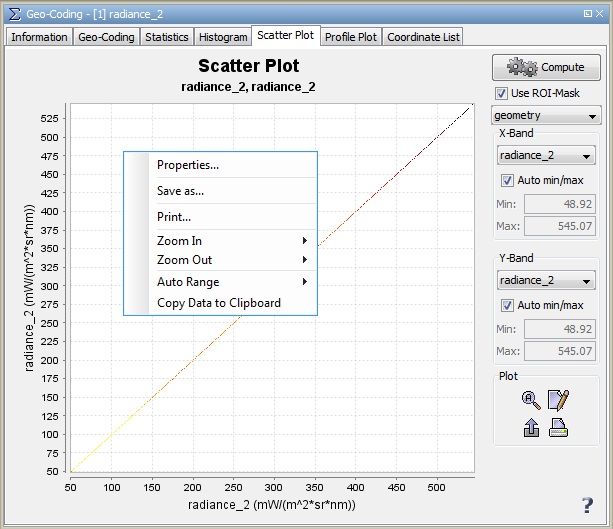 Σ Geo-Coding - [1] radiance_2
Information Geo-Coding Statistics Histogram Scatter Plot Profile Plot Coordinate List
Scatter Plot
radiance_2, radiance_2
525
500
475
450
425
400
375
350
325
300
275
250
225
200
175
150
125
100
75
50
radiance_2 (mW/(m^2*sr*nm))
50 100 150 200 250 300 350 400 450 500
radiance_2 (mW/(m^2*sr*nm))
Properties...
Save as...
Print...
Zoom In
Zoom Out
Auto Range
Copy Data to Clipboard
Compute
Use ROI-Mask
geometry
X-Band
radiance_2
Auto min/max
Min: 48.92
Max: 545.07
Y-Band
radiance_2
Auto min/max
Min: 48.92
Max: 545.07
Plot
?